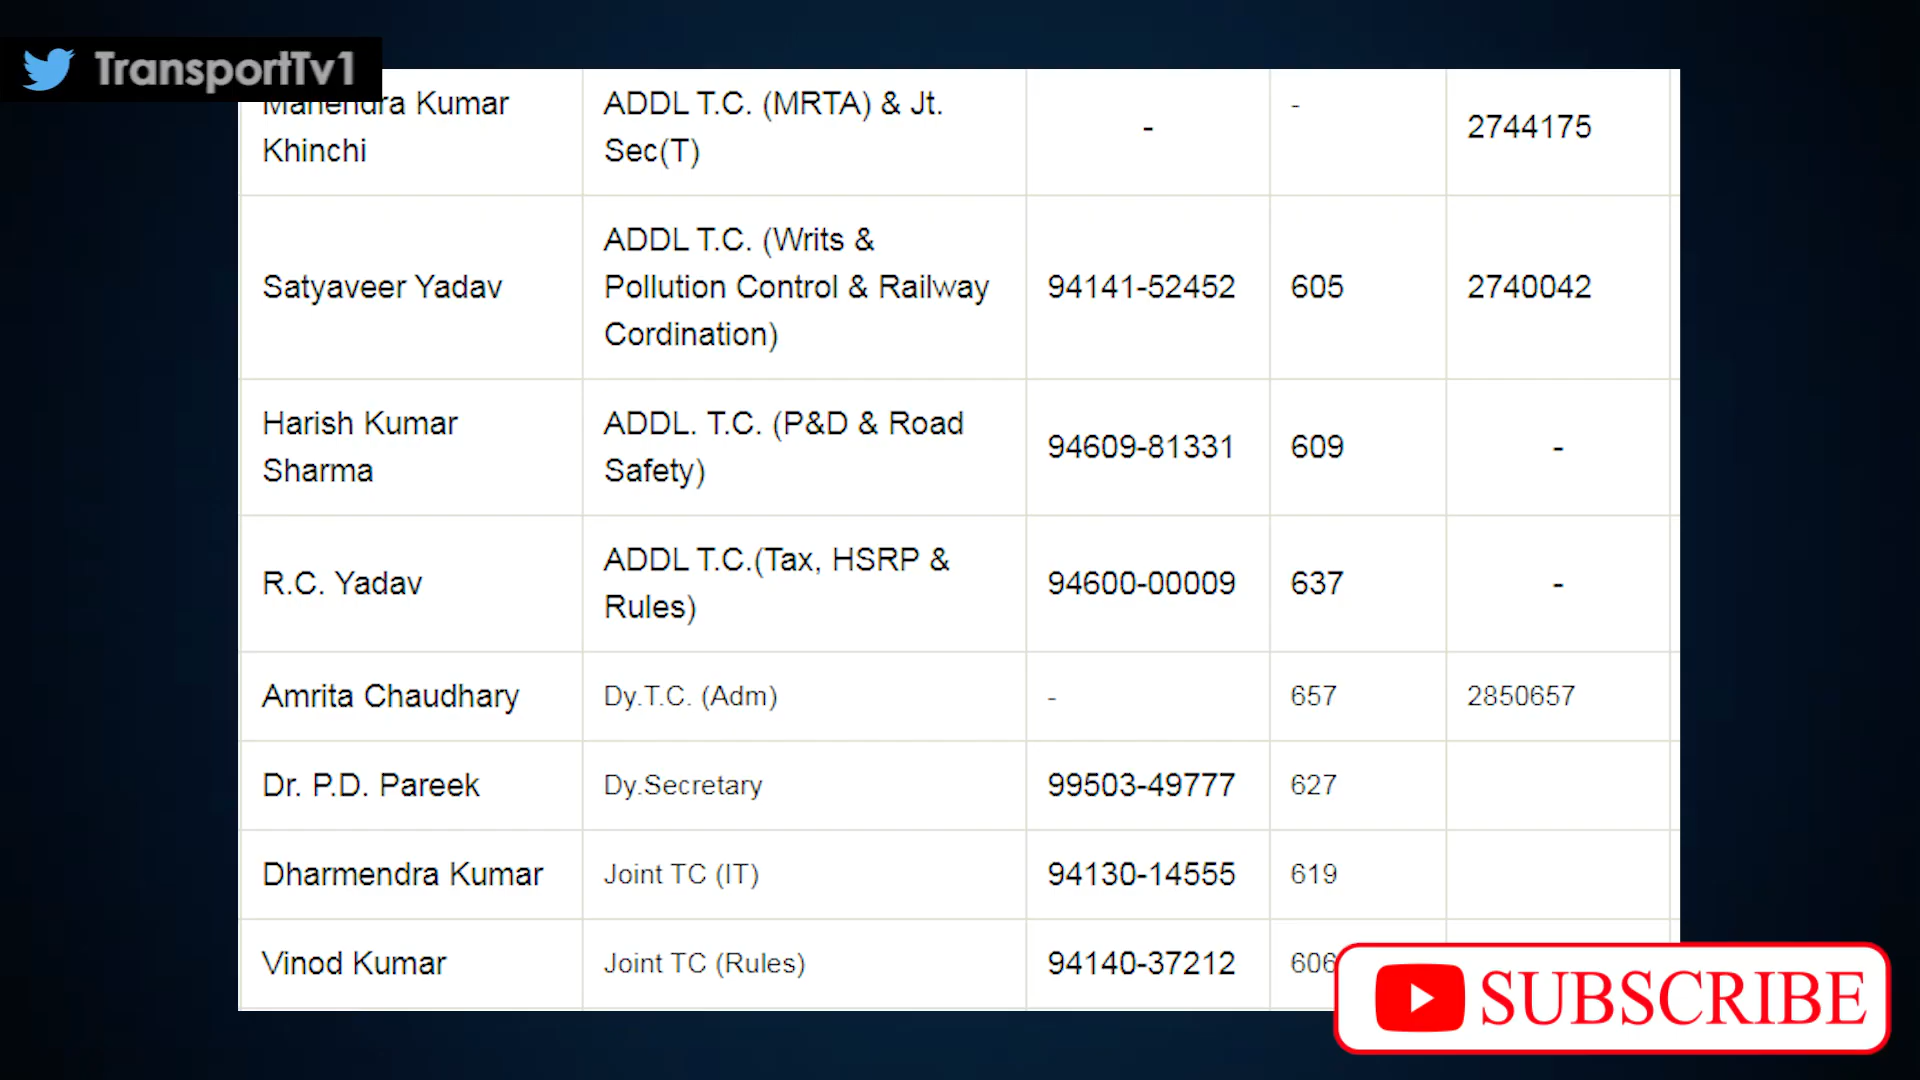 TransportTv1
Mahendra Kumar
Khinchi
ADDL T.C. (MRTA) & Jt.
Sec(T)
-
-
2744175
Satyaveer Yadav
ADDL T.C. (Writs &
Pollution Control & Railway
Cordination)
94141-52452
605
2740042
Harish Kumar
Sharma
ADDL. T.C. (P&D & Road
Safety)
94609-81331
609
-
R.C. Yadav
ADDL T.C.(Tax, HSRP &
Rules)
94600-00009
637
-
Amrita Chaudhary
Dy.T.C. (Adm)
-
657
2850657
Dr. P.D. Pareek
Dy.Secretary
99503-49777
627
Dharmendra Kumar
Joint TC (IT)
94130-14555
619
Vinod Kumar
Joint TC (Rules)
94140-37212
606
SUBSCRIBE